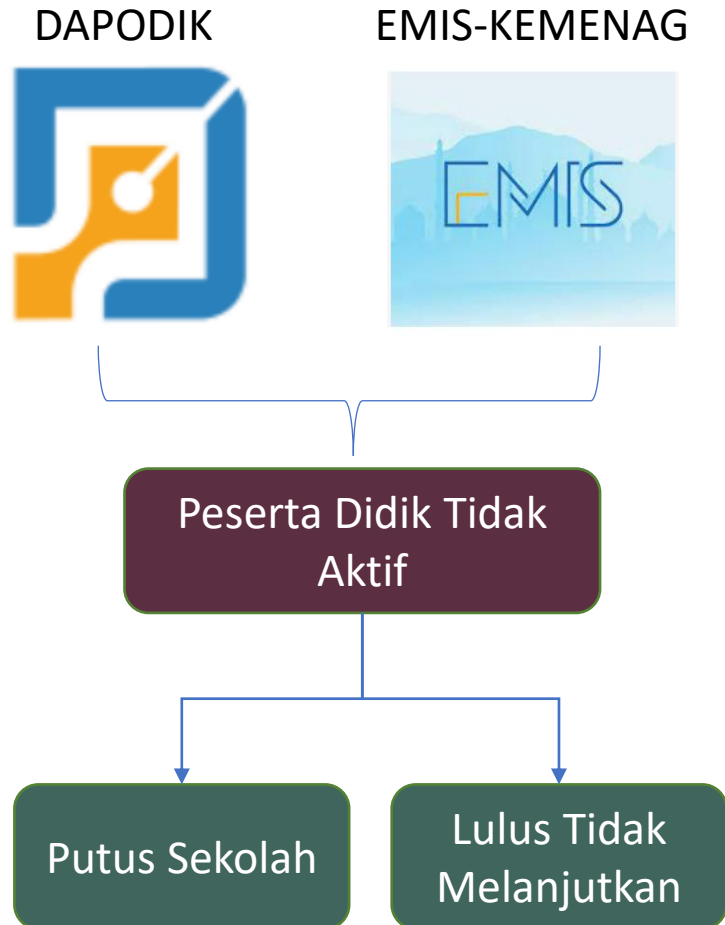 DAPODIK
EMIS-KEMENAG
EMIS
Peserta Didik Tidak
Aktif
Putus Sekolah
Lulus Tidak
Melanjutkan